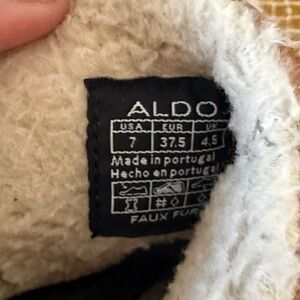 ALDO
USA EUR UK
7 37.5 4.5
Made in portugal
Hecho en portugal
FAUX FUR